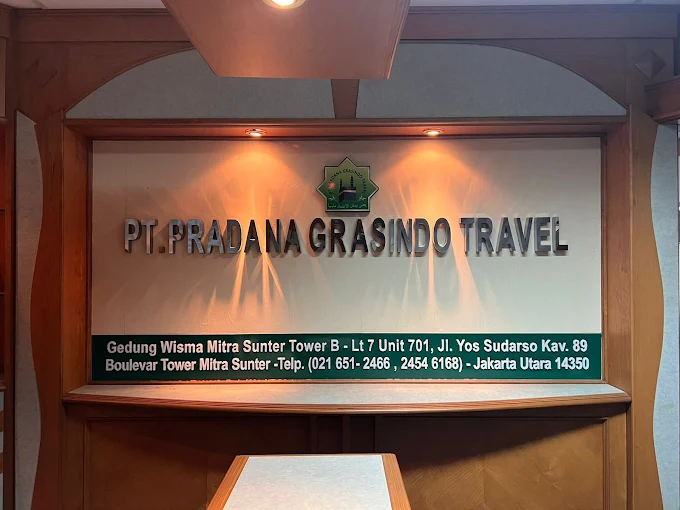 PT.PRADANA GRASINDO TRAVEL
Gedung Wisma Mitra Sunter Tower B - Lt 7 Unit 701, Jl. Yos Sudarso Kav. 89
Boulevar Tower Mitra Sunter -Telp. (021 651- 2466 , 2454 6168) - Jakarta Utara 14350